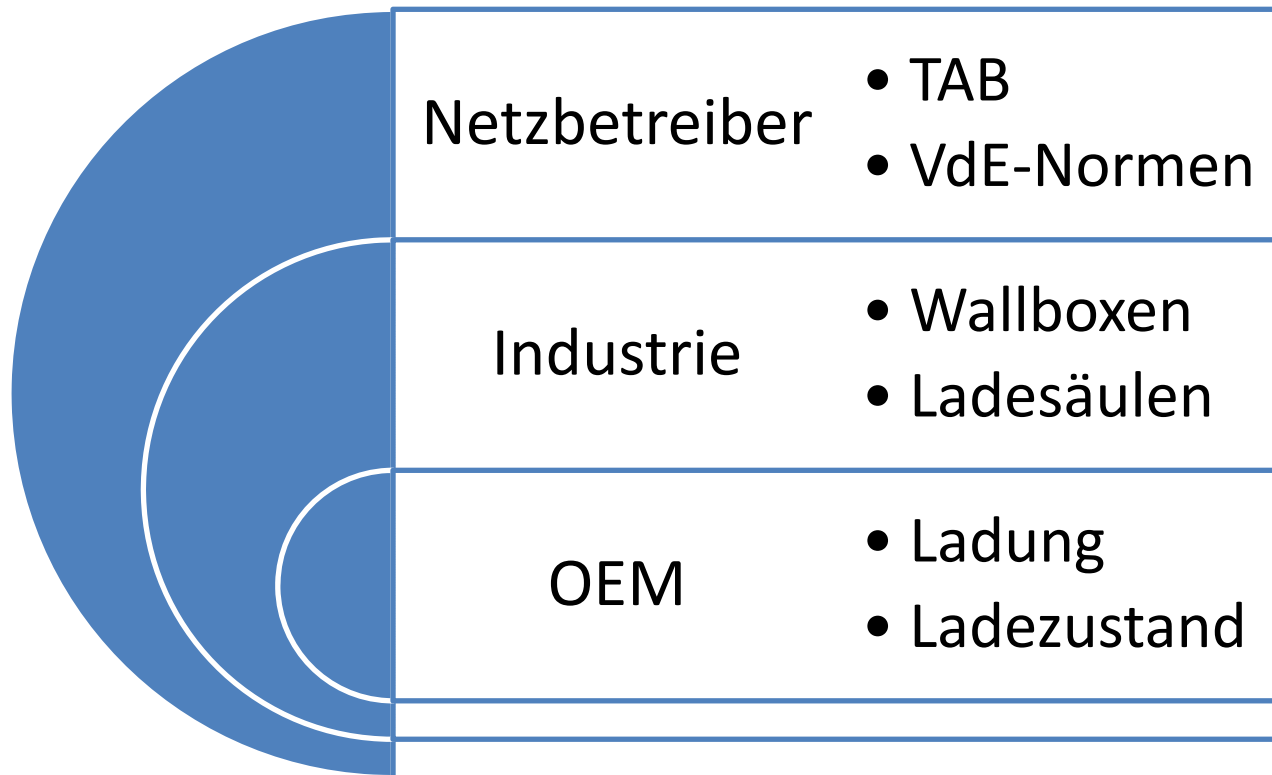 Netzbetreiber
• TAB
• VdE-Normen
Industrie
• Wallboxen
• Ladesäulen
OEM
• Ladung
• Ladezustand